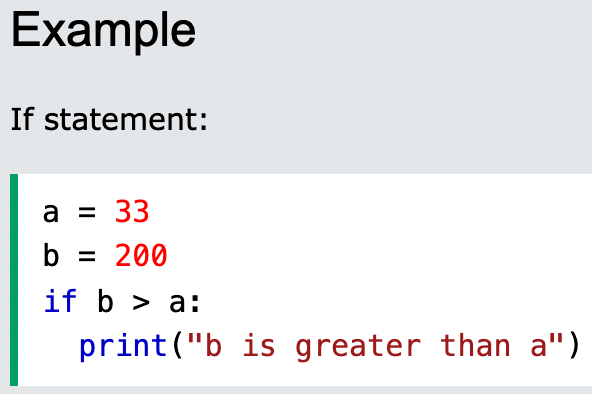 Example
If statement:
a = 33
b = 200
if b > a:
  print("b is greater than a")